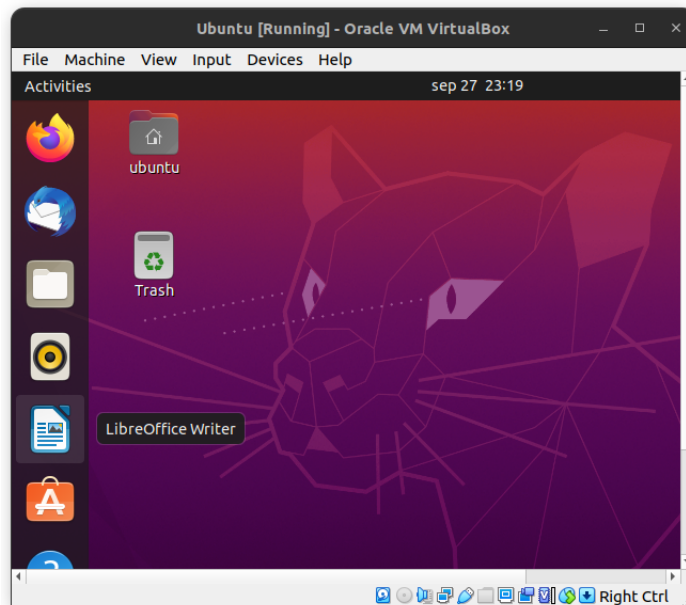 Ubuntu [Running] - Oracle VM VirtualBox
File Machine View Input Devices Help
Activities sep 27 23:19
ubuntu
Trash
LibreOffice Writer
A
?
Right Ctrl